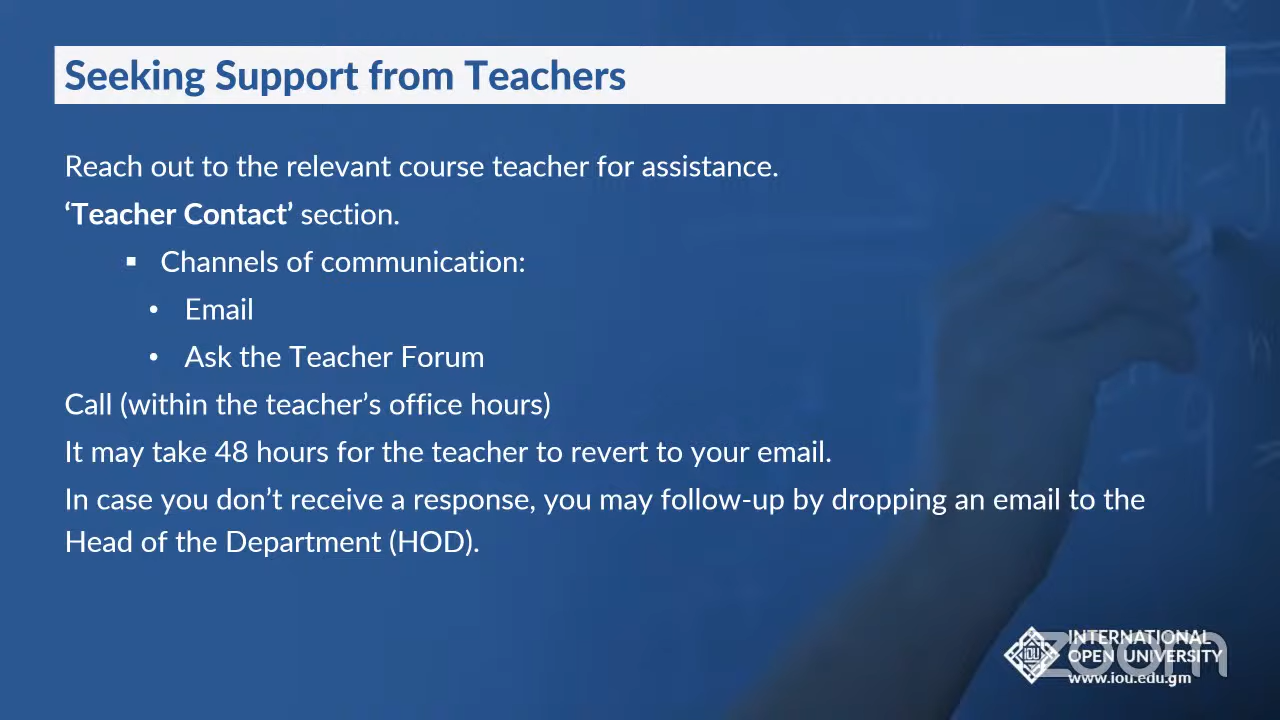 Seeking Support from Teachers
Reach out to the relevant course teacher for assistance.
‘Teacher Contact’ section.
▪ Channels of communication:
• Email
• Ask the Teacher Forum
Call (within the teacher’s office hours)
It may take 48 hours for the teacher to revert to your email.
In case you don’t receive a response, you may follow-up by dropping an email to the
Head of the Department (HOD).
IOU
INTERNATIONAL
OPEN UNIVERSITY
www.iou.edu.gm
zoom